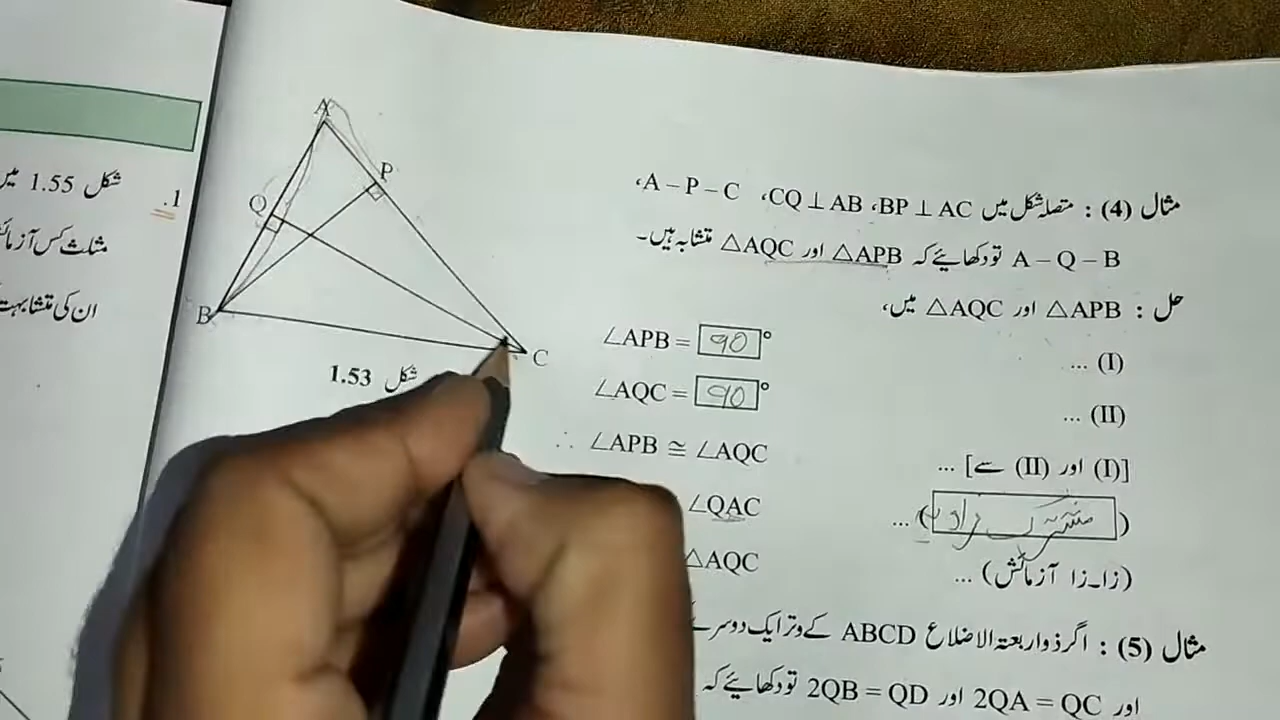 شکل 1.55 میں
1.
مثلث کس آزمائش
ان کی متشابہت
A
P
Q
B
C
شکل 1.53
مثال (4) : متصلہ شکل میں BP ⊥ AC، CQ ⊥ AB، A – P – C،
A – Q – B تو دکھائیے کہ △APB اور △AQC متشابہ ہیں۔
حل : △APB اور △AQC میں،
∠APB = 90° ... (I)
∠AQC = 90° ... (II)
∴ ∠APB ≅ ∠AQC ... [(I) اور (II) سے]
∠QAC ... (مشترک زاویہ)
△AQC ... (زا۔زا آزمائش)
مثال (5) : اگر ذواربعتہ الاضلاع ABCD کے وتر ایک دوسرے
اور 2QA = QC اور 2QB = QD تو دکھائیے کہ